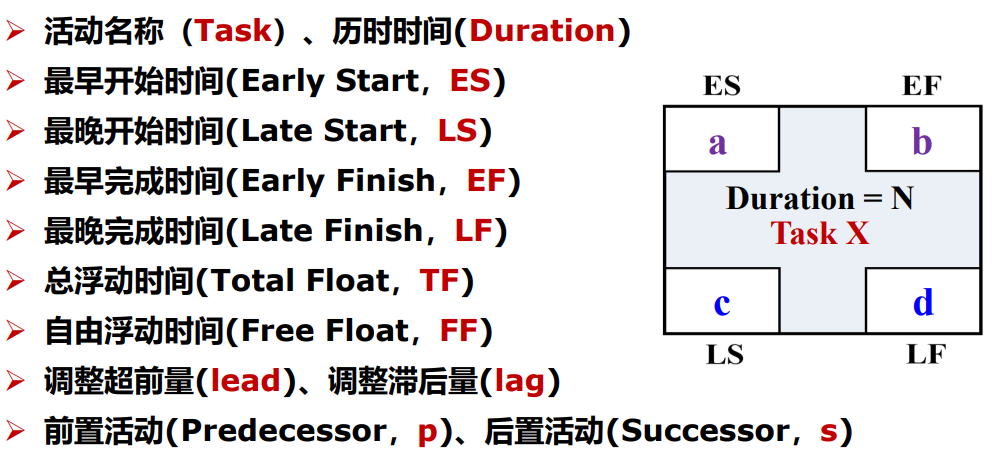 活动名称（Task）、历时时间(Duration)
最早开始时间(Early Start，ES)
最晚开始时间(Late Start，LS)
最早完成时间(Early Finish，EF)
最晚完成时间(Late Finish，LF)
总浮动时间(Total Float，TF)
自由浮动时间(Free Float，FF)
调整超前量(lead)、调整滞后量(lag)
前置活动(Predecessor，p)、后置活动(Successor，s)
ES EF
a b
Duration = N
Task X
c d
LS LF